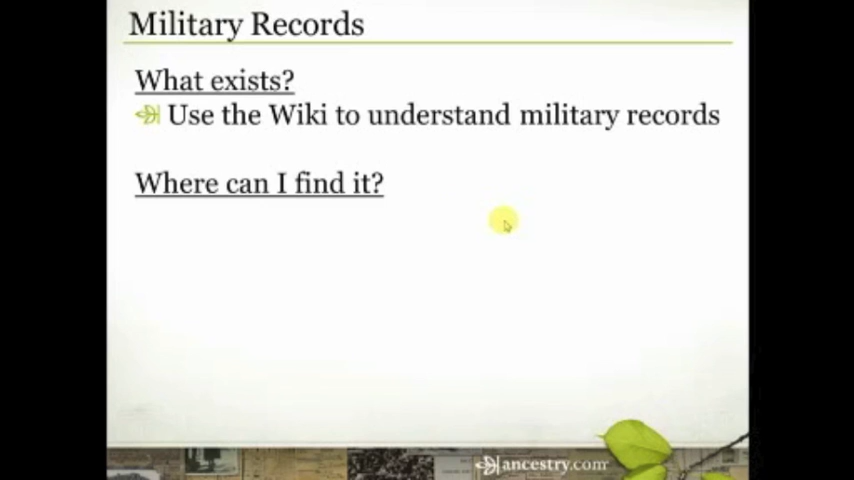 Military Records
What exists?
Use the Wiki to understand military records
Where can I find it?
ancestry.com